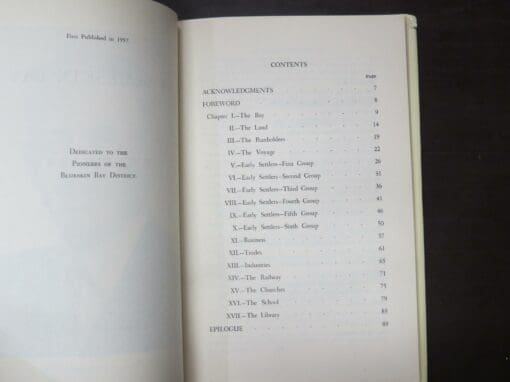 First Published in 1957
DEDICATED TO THE
PIONEERS OF THE
BLUESKIN BAY DISTRICT.
CONTENTS
PAGE
ACKNOWLEDGMENTS 7
FOREWORD 8
Chapter I.—The Bay 9
II.—The Land 14
III.—The Runholders 19
IV.—The Voyage 22
V.—Early Settlers—First Group 26
VI.—Early Settlers—Second Group 31
VII.—Early Settlers—Third Group 36
VIII.—Early Settlers—Fourth Group 41
IX.—Early Settlers—Fifth Group 46
X.—Early Settlers—Sixth Group 50
XI.—Business 57
XII.—Trades 61
XIII.—Industries 65
XIV.—The Railway 71
XV.—The Churches 75
XVI.—The School 79
XVII.—The Library
EPILOGUE 89